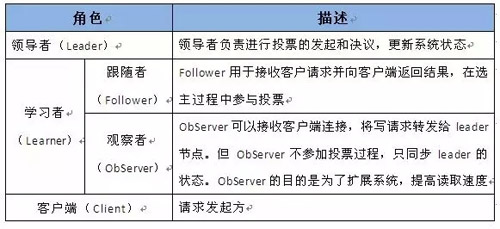 角色
描述
领导者（Leader）
领导者负责进行投票的发起和决议，更新系统状态
学习者
（Learner）
跟随者
（Follower）
Follower 用于接收客户请求并向客户端返回结果，在选
主过程中参与投票
观察者
（ObServer）
ObServer 可以接收客户端连接，将写请求转发给 leader
节点。但 ObServer 不参加投票过程，只同步 leader 的
状态。ObServer 的目的是为了扩展系统，提高读取速度
客户端（Client）
请求发起方